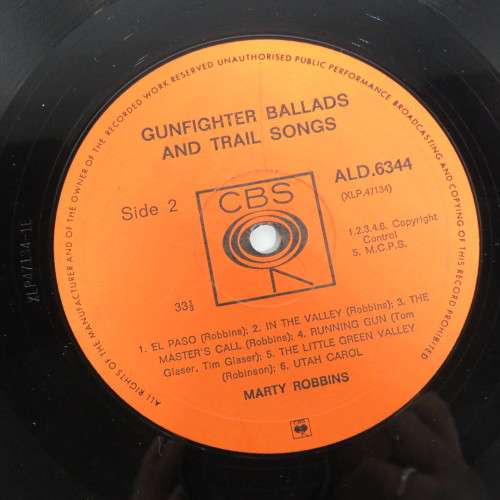 ALL RIGHTS OF THE MANUFACTURER AND OF THE OWNER OF THE RECORDED WORK RESERVED UNAUTHORISED PUBLIC PERFORMANCE BROADCASTING AND COPYING OF THIS RECORD PROHIBITED
GUNFIGHTER BALLADS
AND TRAIL SONGS
Side 2
CBS
ALD.6344
(XLP.47134)
1.2.3.4.6. Copyright
Control
5. M.C.P.S.
33⅓
1. EL PASO (Robbins); 2. IN THE VALLEY (Robbins); 3. THE
MASTER'S CALL (Robbins) 4. RUNNING GUN (Tom
Glaser, Tim Glaser); 5. THE LITTLE GREEN VALLEY
(Robinson); 6. UTAH CAROL
MARTY ROBBINS
XLP47134-1E